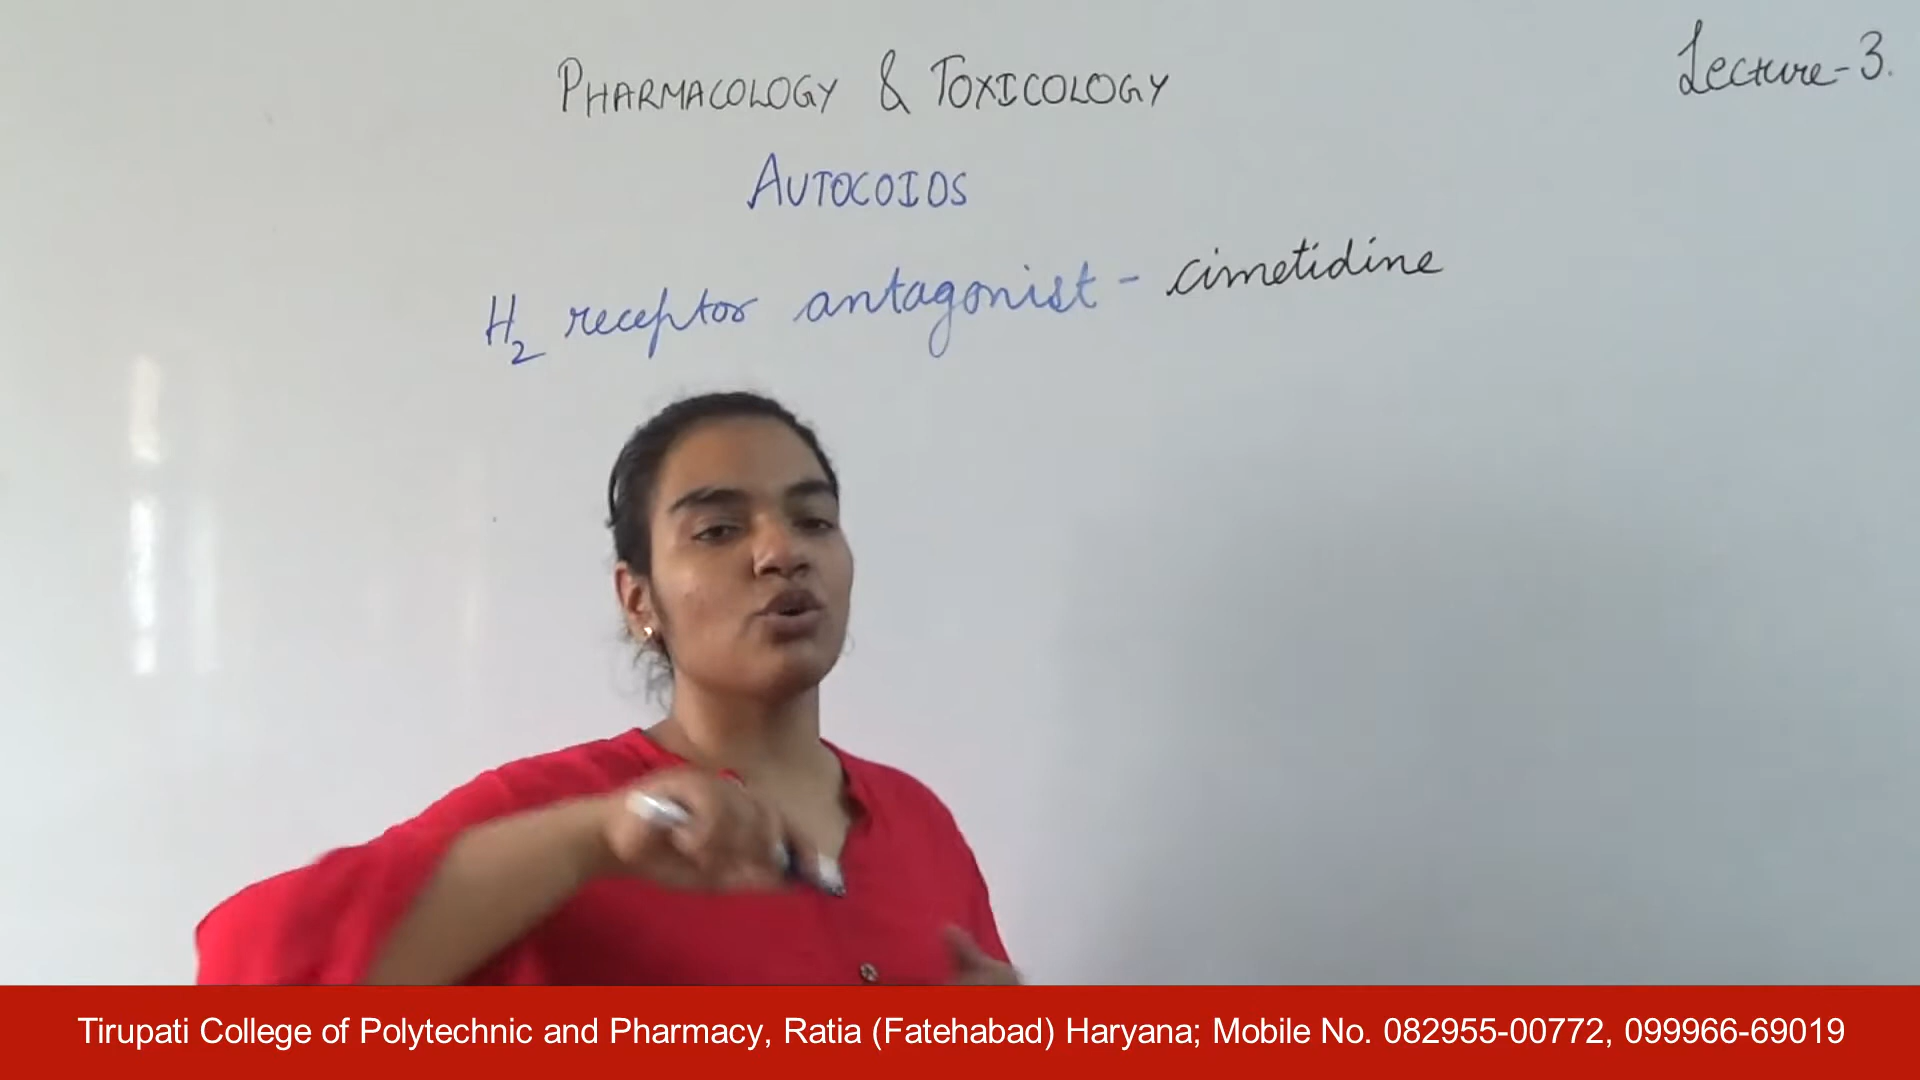 PHARMACOLOGY & TOXICOLOGY
Lecture-3.
AUTOCOIDS
H2 receptor antagonist - cimetidine
Tirupati College of Polytechnic and Pharmacy, Ratia (Fatehabad) Haryana; Mobile No. 082955-00772, 099966-69019